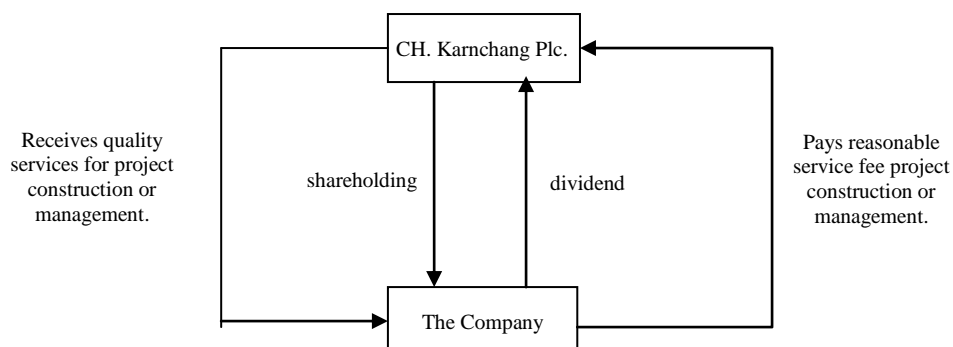 CH. Karnchang Plc.
Receives quality
services for project
construction or
management.
shareholding
dividend
Pays reasonable
service fee project
construction or
management.
The Company